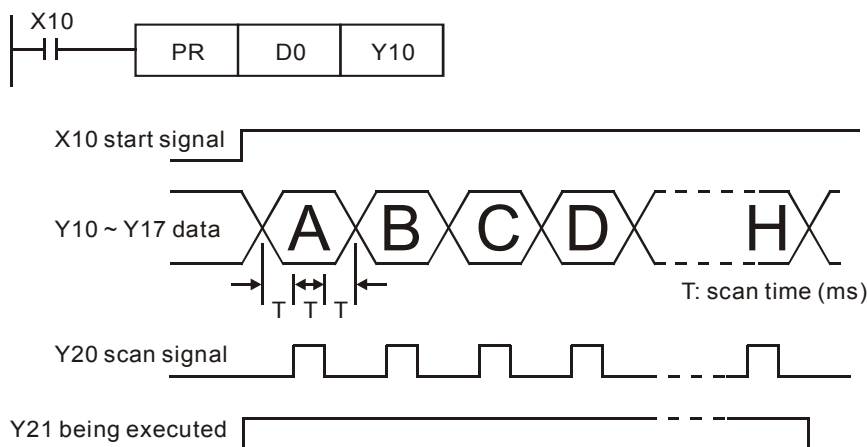 X10
PR D0 Y10
X10 start signal
Y10 ~ Y17 data
A B C D H
T T T
T: scan time (ms)
Y20 scan signal
Y21 being executed